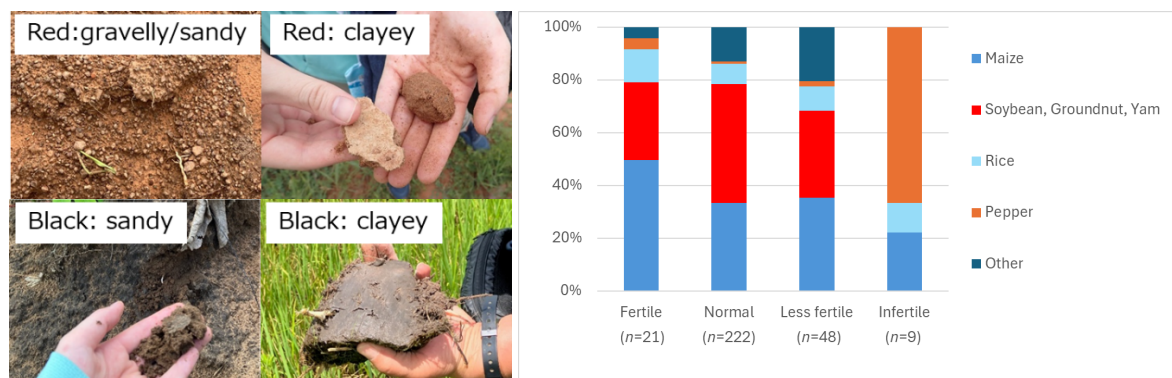 Red:gravelly/sandy
Red: clayey
Black: sandy
Black: clayey
100%
80%
60%
40%
20%
0%
Fertile
(n=21)
Normal
(n=222)
Less fertile
(n=48)
Infertile
(n=9)
Maize
Soybean, Groundnut, Yam
Rice
Pepper
Other